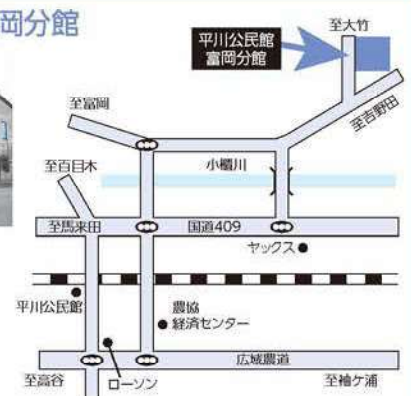 岡分館
至大竹
平川公民館
富岡分館
至富岡
至吉野田
至百目木
小櫃川
至馬来田
国道409
ヤックス
平川公民館
農協
経済センター
広域農道
至高谷
ローソン
至袖ケ浦